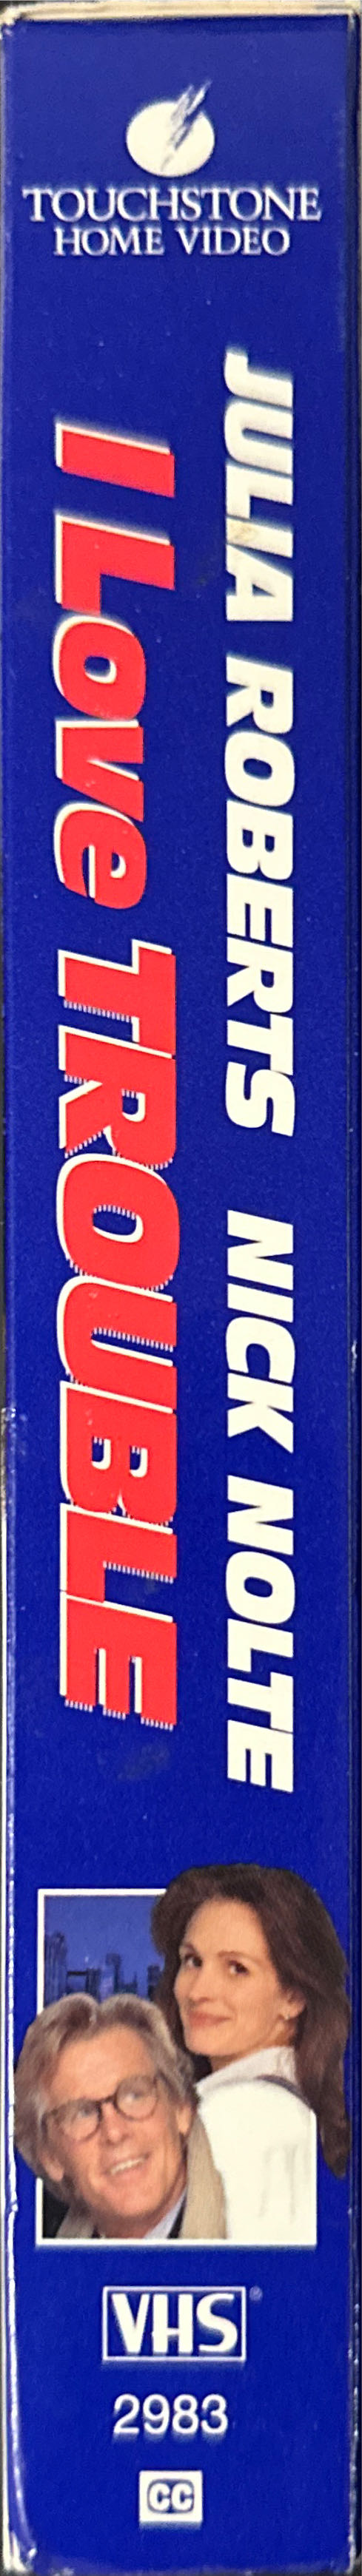 TOUCHSTONE
HOME VIDEO
JULIA ROBERTS NICK NOLTE
I Love TROUBLE
VHS®
2983
CC